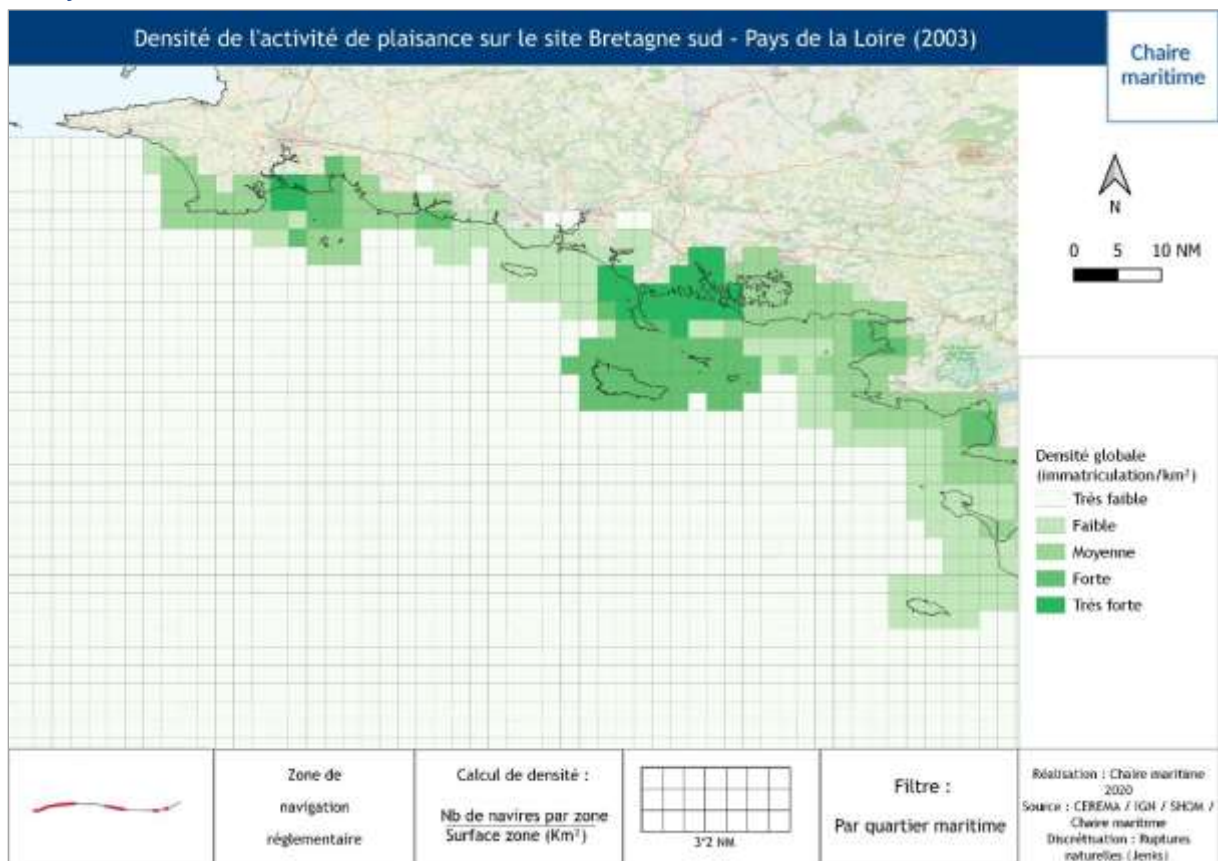 Densité de l'activité de plaisance sur le site Bretagne sud - Pays de la Loire (2003)
Chaire
maritime
N
0 5 10 NM
Densité globale
(immatriculation/km²)
Très faible
Faible
Moyenne
Forte
Très forte
Zone de
navigation
réglementaire
Calcul de densité :
Nb de navires par zone
Surface zone (Km²)
3*2 NM
Filtre :
Par quartier maritime
Réalisation : Chaire maritime
2020
Source : CEREMA / IGN / SHOM /
Chaire maritime
Discrétisation : Ruptures
naturelles (Jenks)